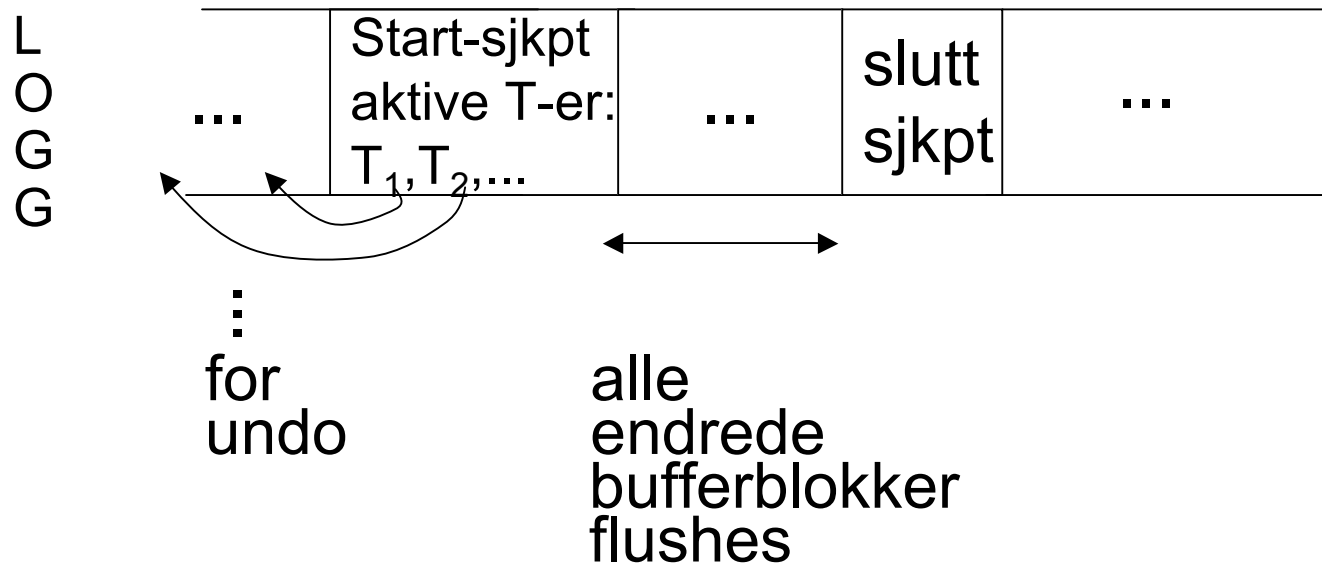 L
O
G
G
...
Start-sjkpt
aktive T-er:
T1,T2,...
...
slutt
sjkpt
...
...
for
undo
alle
endrede
bufferblokker
flushes